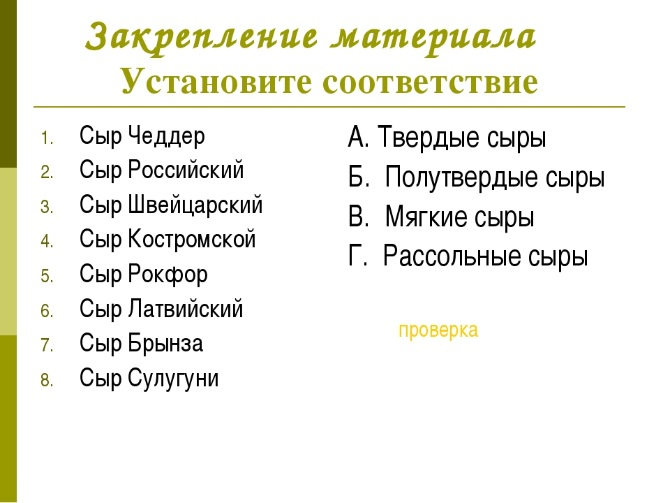 Закрепление материала
Установите соответствие
1. Сыр Чеддер
2. Сыр Российский
3. Сыр Швейцарский
4. Сыр Костромской
5. Сыр Рокфор
6. Сыр Латвийский
7. Сыр Брынза
8. Сыр Сулугуни
А. Твердые сыры
Б. Полутвердые сыры
В. Мягкие сыры
Г. Рассольные сыры
проверка